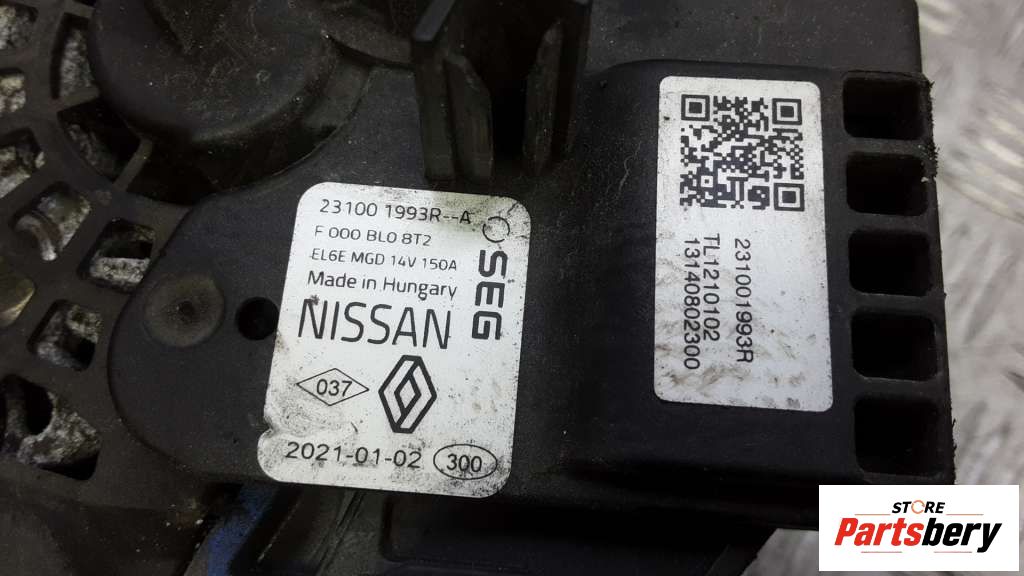 23100 1993R--A
F 000 BL0 8T2
EL6E MGD 14V 150A
Made in Hungary
NISSAN
SEG
037
2021-01-02
300
231001993R
TL1210102
13140802300
STORE
Partsbery